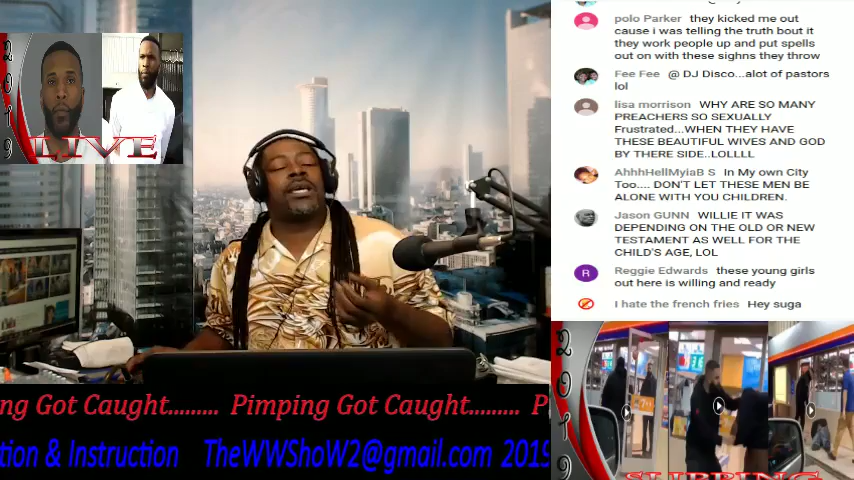 polo Parker they kicked me out
cause i was telling the truth bout it
they work people up and put spells
out on with these sighns they throw
Fee Fee @ DJ Disco...alot of pastors
lol
lisa morrison WHY ARE SO MANY
PREACHERS SO SEXUALLY
Frustrated...WHEN THEY HAVE
THESE BEAUTIFUL WIVES AND GOD
BY THERE SIDE..LOLLLL
AhhhHellMyiaB S In My own City
Too.... DON'T LET THESE MEN BE
ALONE WITH YOU CHILDREN.
Jason GUNN WILLIE IT WAS
DEPENDING ON THE OLD OR NEW
TESTAMENT AS WELL FOR THE
CHILD'S AGE, LOL
R
Reggie Edwards these young girls
out here is willing and ready
I hate the french fries Hey suga
2019
LIVE
ng Got Caught......... Pimping Got Caught......... P
tion & Instruction TheWWShoW2@gmail.com 2019
2019
SLIPPING